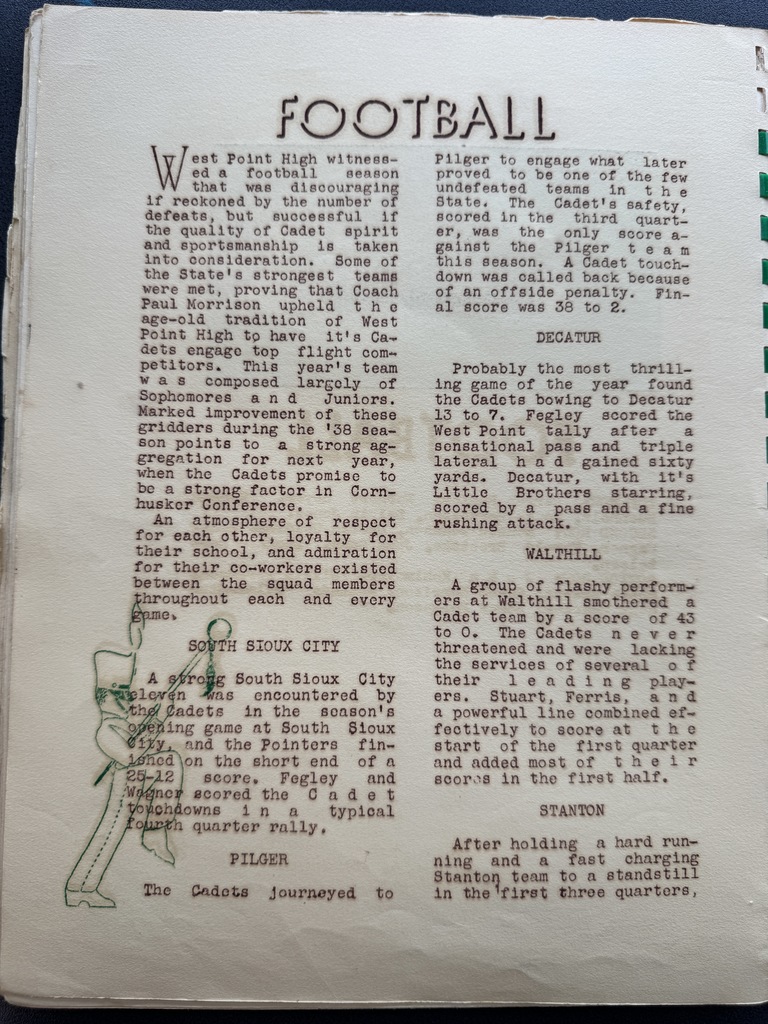 FOOTBALL
West Point High witness-
ed a football season
that was discouraging
if reckoned by the number of
defeats, but successful if
the quality of Cadet spirit
and sportsmanship is taken
into consideration. Some of
the State's strongest teams
were met, proving that Coach
Paul Morrison upheld the
age-old tradition of West
Point High to have it's Ca-
dets engage top flight com-
petitors. This year's team
was composed largely of
Sophomores and Juniors.
Marked improvement of these
gridders during the '38 sea-
son points to a strong ag-
gregation for next year,
when the Cadets promise to
be a strong factor in Corn-
husker Conference.
An atmosphere of respect
for each other, loyalty for
their school, and admiration
for their co-workers existed
between the squad members
throughout each and every
game.
SOUTH SIOUX CITY
A strong South Sioux City
eleven was encountered by
the Cadets in the season's
opening game at South Sioux
City, and the Pointers fin-
ished on the short end of a
25-12 score. Fegley and
Wagner scored the Cadet
touchdowns in a typical
fourth quarter rally.
PILGER
The Cadets journeyed to
Pilger to engage what later
proved to be one of the few
undefeated teams in the
State. The Cadet's safety,
scored in the third quart-
er, was the only score a-
gainst the Pilger team
this season. A Cadet touch-
down was called back because
of an offside penalty. Fin-
al score was 38 to 2.
DECATUR
Probably the most thrill-
ing game of the year found
the Cadets bowing to Decatur
13 to 7. Fegley scored the
West Point tally after a
sensational pass and triple
lateral had gained sixty
yards. Decatur, with it's
Little Brothers starring,
scored by a pass and a fine
rushing attack.
WALTHILL
A group of flashy perform-
ers at Walthill smothered a
Cadet team by a score of 43
to 0. The Cadets never
threatened and were lacking
the services of several of
their leading play-
ers. Stuart, Ferris, and
a powerful line combined ef-
fectively to score at the
start of the first quarter
and added most of their
scores in the first half.
STANTON
After holding a hard run-
ning and a fast charging
Stanton team to a standstill
in the first three quarters,